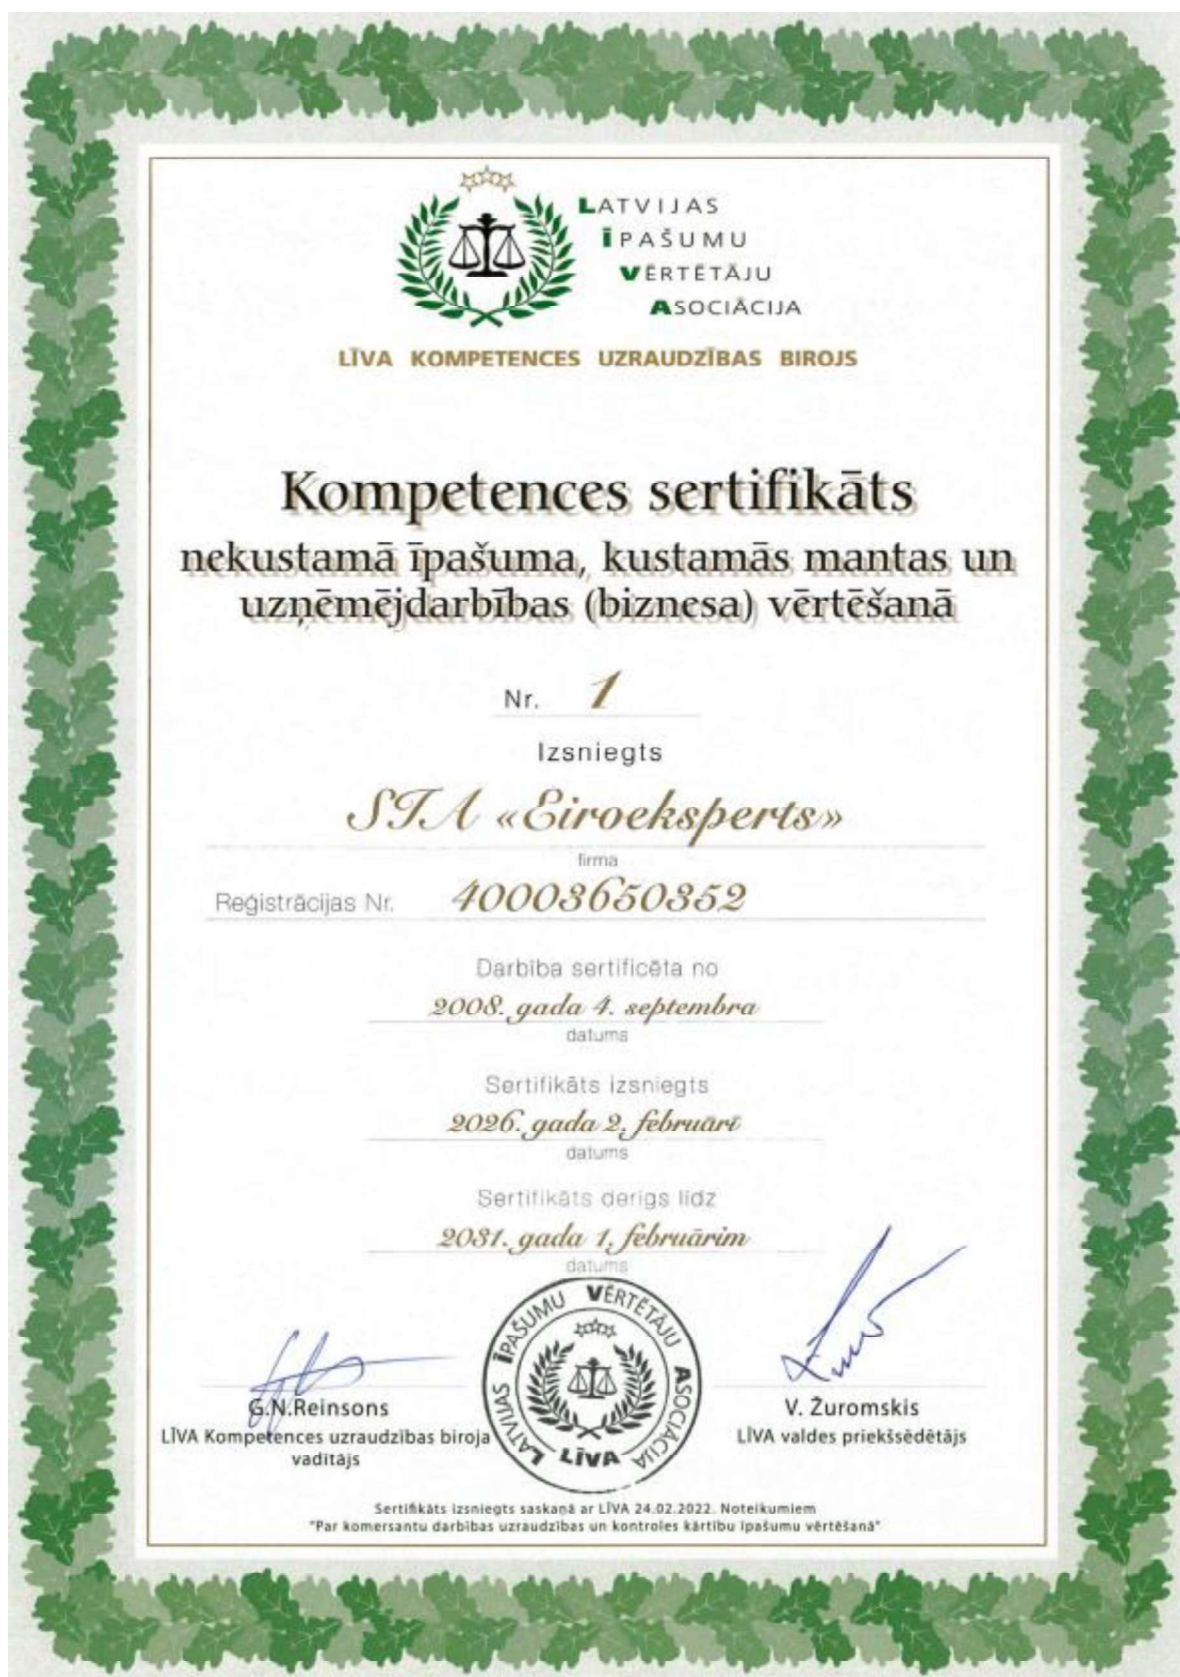 LATVIJAS
ĪPAŠUMU
VĒRTĒTĀJU
ASOCIĀCIJA
LĪVA KOMPETENCES UZRAUDZĪBAS BIROJS
Kompetences sertifikāts
nekustamā īpašuma, kustamās mantas un
uzņēmējdarbības (biznesa) vērtēšanā
Nr. 1
Izsniegts
SIA «Eiroeksperts»
firma
Reģistrācijas Nr. 40003650352
Darbība sertificēta no
2008. gada 4. septembra
datums
Sertifikāts izsniegts
2026. gada 2. februārī
datums
Sertifikāts derīgs līdz
2031. gada 1. februārim
datums
LATVIJAS ĪPAŠUMU VĒRTĒTĀJU ASOCIĀCIJA
LĪVA
G.N.Reinsons
LĪVA Kompetences uzraudzības biroja
vadītājs
V. Žuromskis
LĪVA valdes priekšsēdētājs
Sertifikāts izsniegts saskaņā ar LĪVA 24.02.2022. Noteikumiem
"Par komersantu darbības uzraudzības un kontroles kārtību īpašumu vērtēšanā"